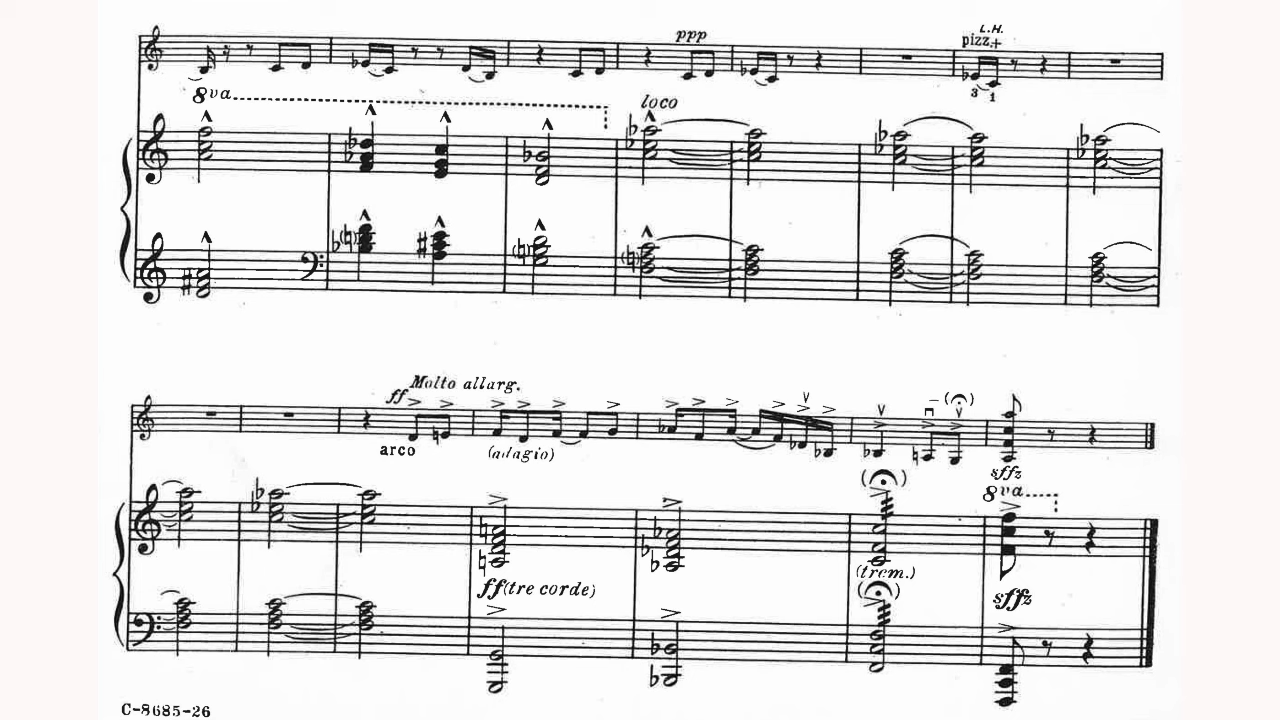 L.H.
ppp pizz.+
3 1
8va
loco
Molto allarg.
ff
arco (adagio)
sffz
8va
(trem.)
ff (tre corde) sffz
C-8685-26